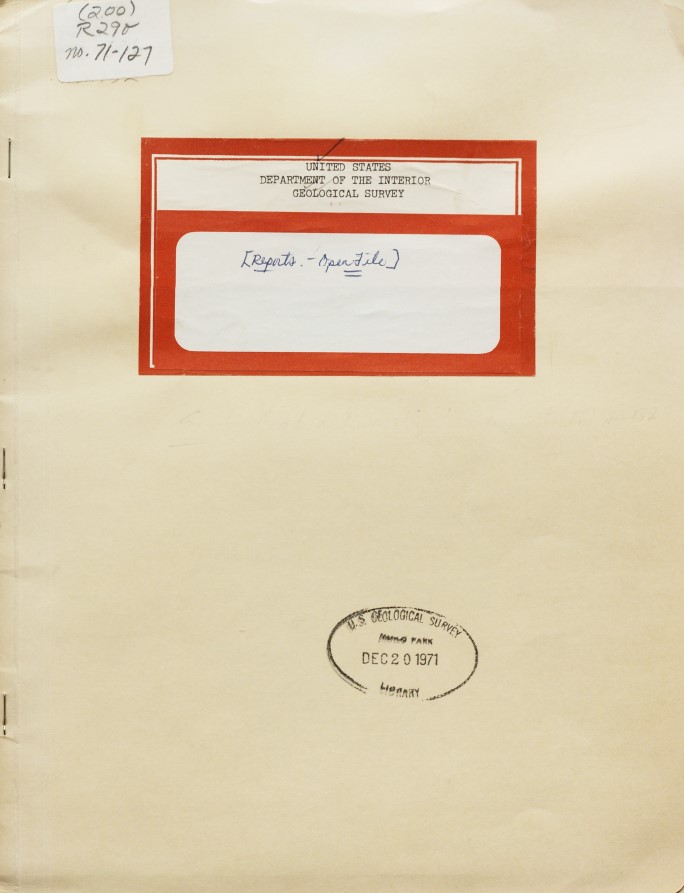 (200)
R290
no. 71-127
UNITED STATES
DEPARTMENT OF THE INTERIOR
GEOLOGICAL SURVEY
[Reports. - Open File]
U.S. GEOLOGICAL SURVEY
PARK
DEC 20 1971
LIBRARY